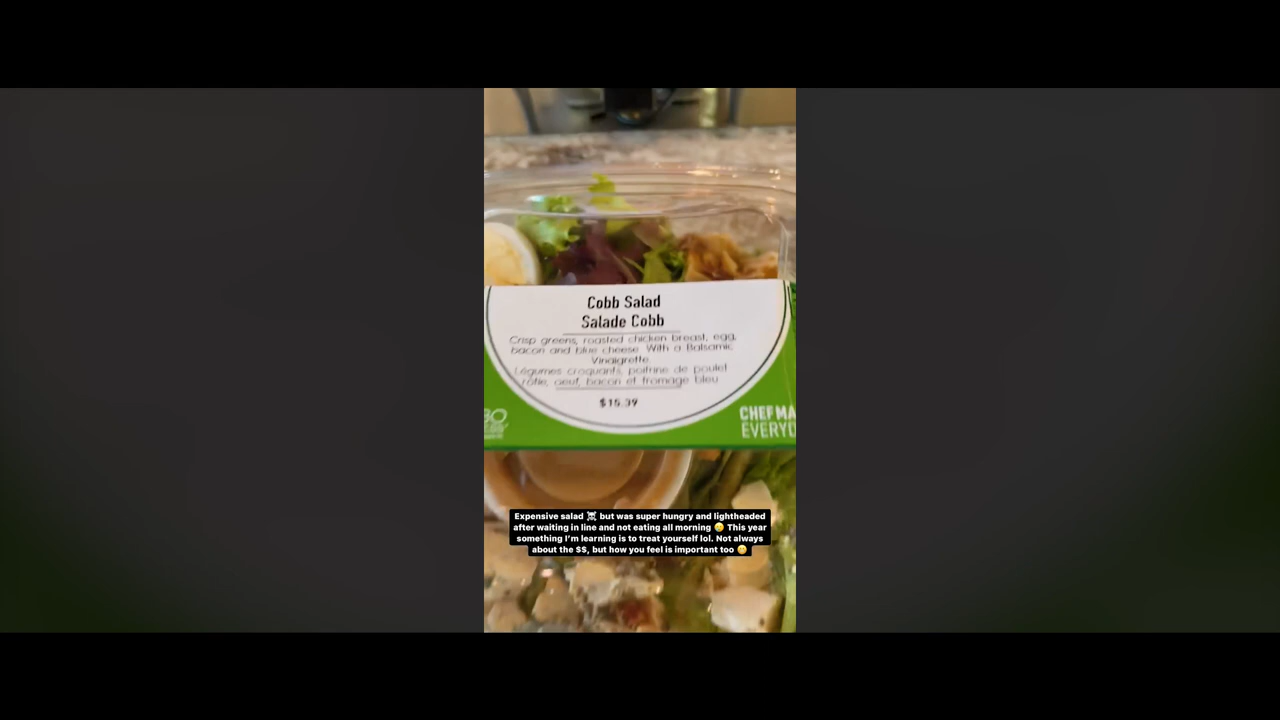 Cobb Salad
Salade Cobb
Crisp greens, roasted chicken breast, egg,
bacon and blue cheese. With a Balsamic
Vinaigrette.
Légumes croquants, poitrine de poulet
rôtie, oeuf, bacon et fromage bleu
$15.39
CHEF MA
EVERYD
Expensive salad ☠️ but was super hungry and lightheaded
after waiting in line and not eating all morning 😢 This year
something I'm learning is to treat yourself lol. Not always
about the $$, but how you feel is important too 😊